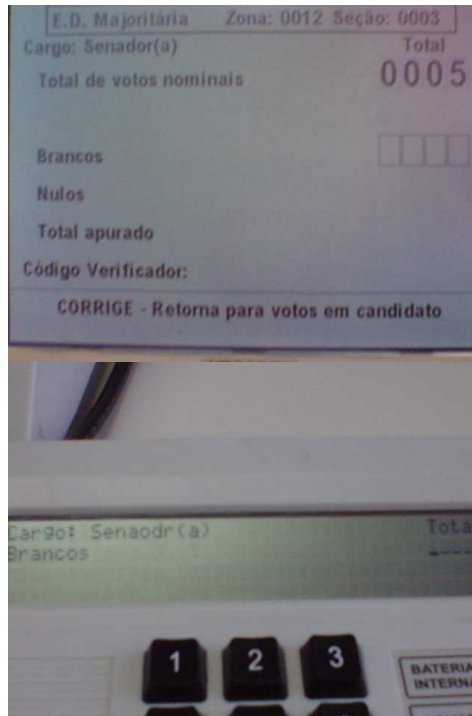 E.D. Majoritária Zona: 0012 Seção: 0003
Cargo: Senador(a) Total
Total de votos nominais 0005
Brancos
Nulos
Total apurado
Código Verificador:
CORRIGE - Retorna para votos em candidato
Cargo: Senaodr(a) Tota
Brancos
1 2 3
BATERIA
INTERNA